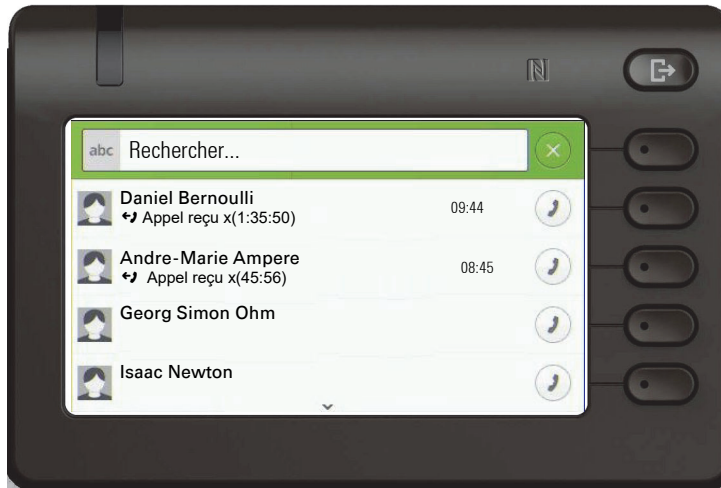 abc Rechercher...
Daniel Bernoulli 09:44
Appel reçu x(1:35:50)
Andre-Marie Ampere 08:45
Appel reçu x(45:56)
Georg Simon Ohm
Isaac Newton